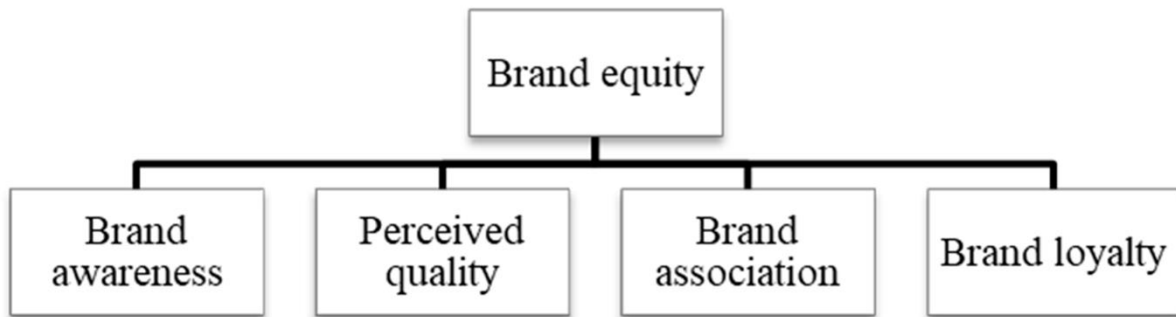 Brand equity
Brand
awareness
Perceived
quality
Brand
association
Brand loyalty